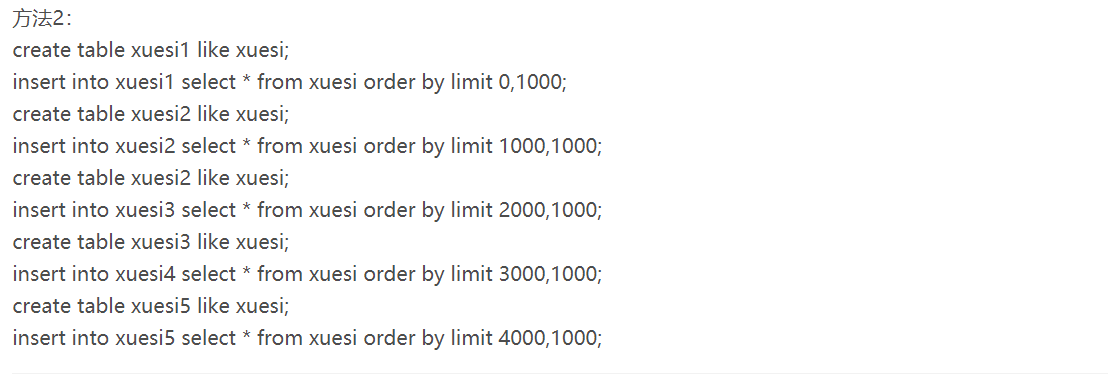 方法2：
create table xuesi1 like xuesi;
insert into xuesi1 select * from xuesi order by limit 0,1000;
create table xuesi2 like xuesi;
insert into xuesi2 select * from xuesi order by limit 1000,1000;
create table xuesi2 like xuesi;
insert into xuesi3 select * from xuesi order by limit 2000,1000;
create table xuesi3 like xuesi;
insert into xuesi4 select * from xuesi order by limit 3000,1000;
create table xuesi5 like xuesi;
insert into xuesi5 select * from xuesi order by limit 4000,1000;